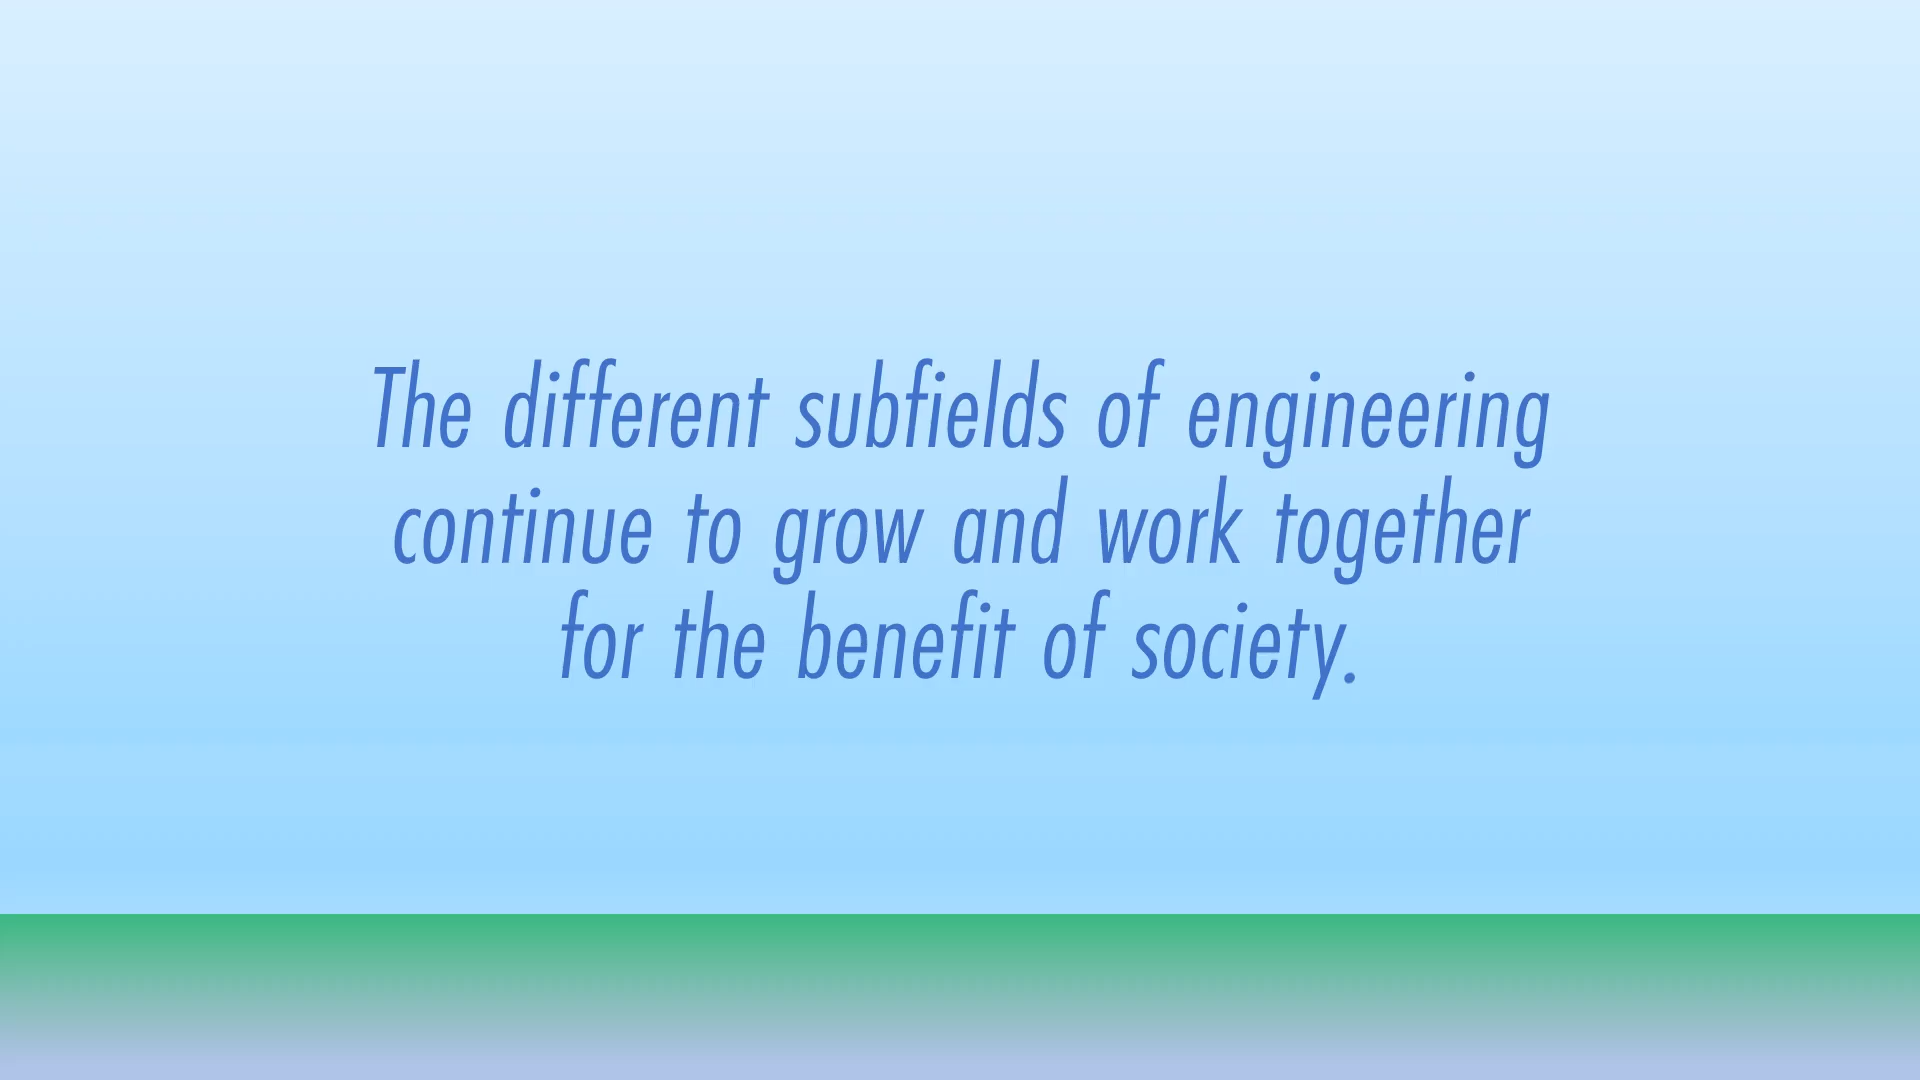 The different subfields of engineering
continue to grow and work together
for the benefit of society.